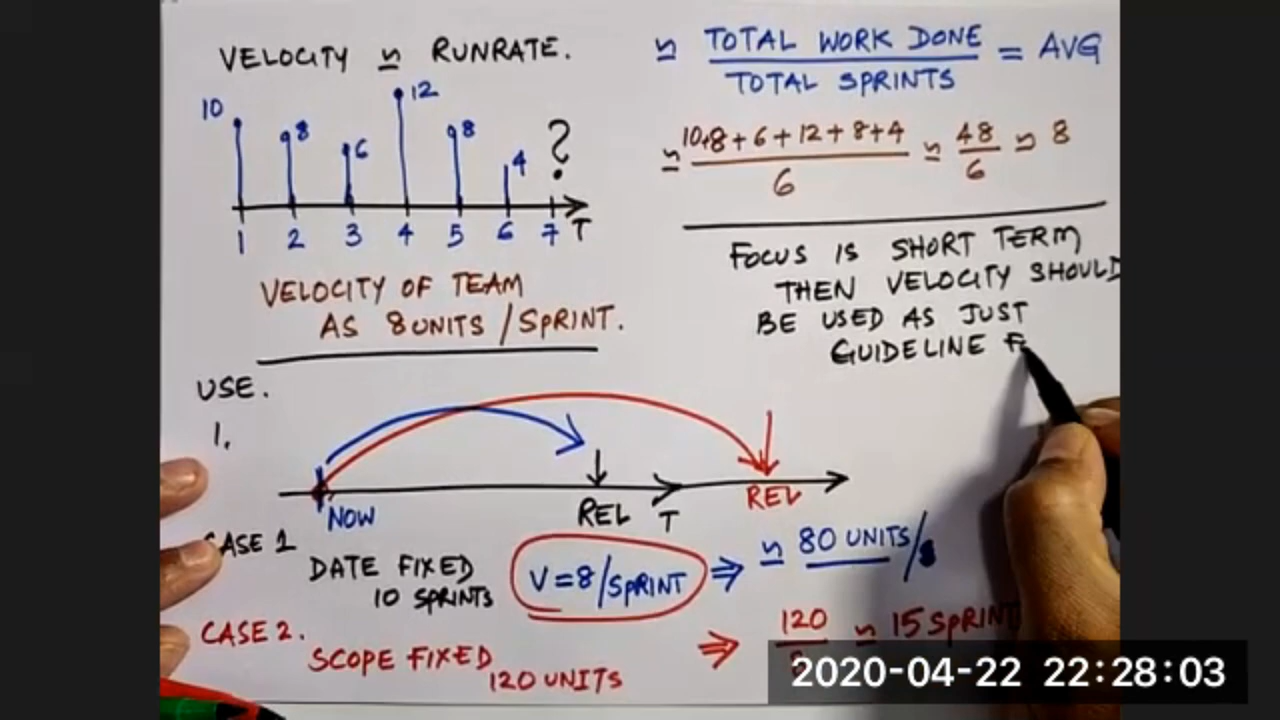 VELOCITY ≃ RUNRATE.
10 8 6 12 8 4 ?
1 2 3 4 5 6 7 T
VELOCITY OF TEAM
AS 8 UNITS / SPRINT.
≃ TOTAL WORK DONE = AVG
TOTAL SPRINTS
≃ 10+8+6+12+8+4 ≃ 48 ≃ 8
6 6
FOCUS IS SHORT TERM
THEN VELOCITY SHOULD
BE USED AS JUST
GUIDELINE
USE.
1.
NOW REL T REL
CASE 1
DATE FIXED
10 SPRINTS
V=8/SPRINT ⇒ ≃ 80 UNITS/
CASE 2.
SCOPE FIXED
120 UNITS
⇒ 120 ≃ 15 SPRINT
2020-04-22 22:28:03